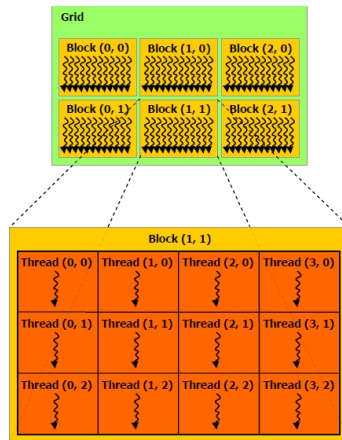 Grid
Block (0, 0) Block (1, 0) Block (2, 0)
Block (0, 1) Block (1, 1) Block (2, 1)
Block (1, 1)
Thread (0, 0) Thread (1, 0) Thread (2, 0) Thread (3, 0)
Thread (0, 1) Thread (1, 1) Thread (2, 1) Thread (3, 1)
Thread (0, 2) Thread (1, 2) Thread (2, 2) Thread (3, 2)